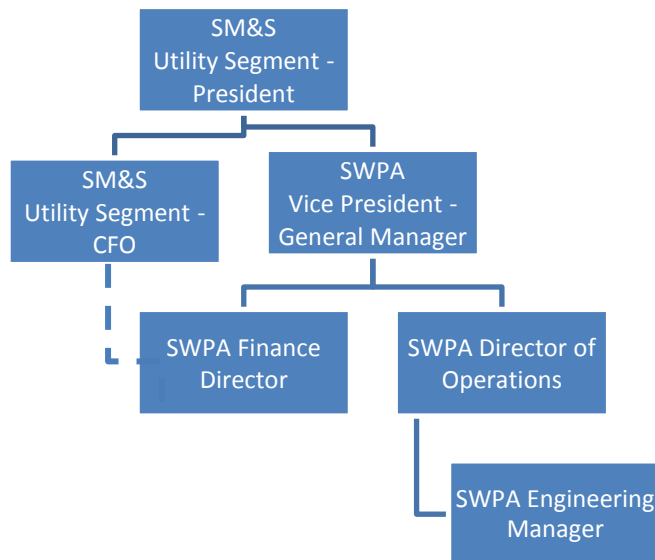 SM&S
Utility Segment -
President
SM&S
Utility Segment -
CFO
SWPA
Vice President -
General Manager
SWPA Finance
Director
SWPA Director of
Operations
SWPA Engineering
Manager